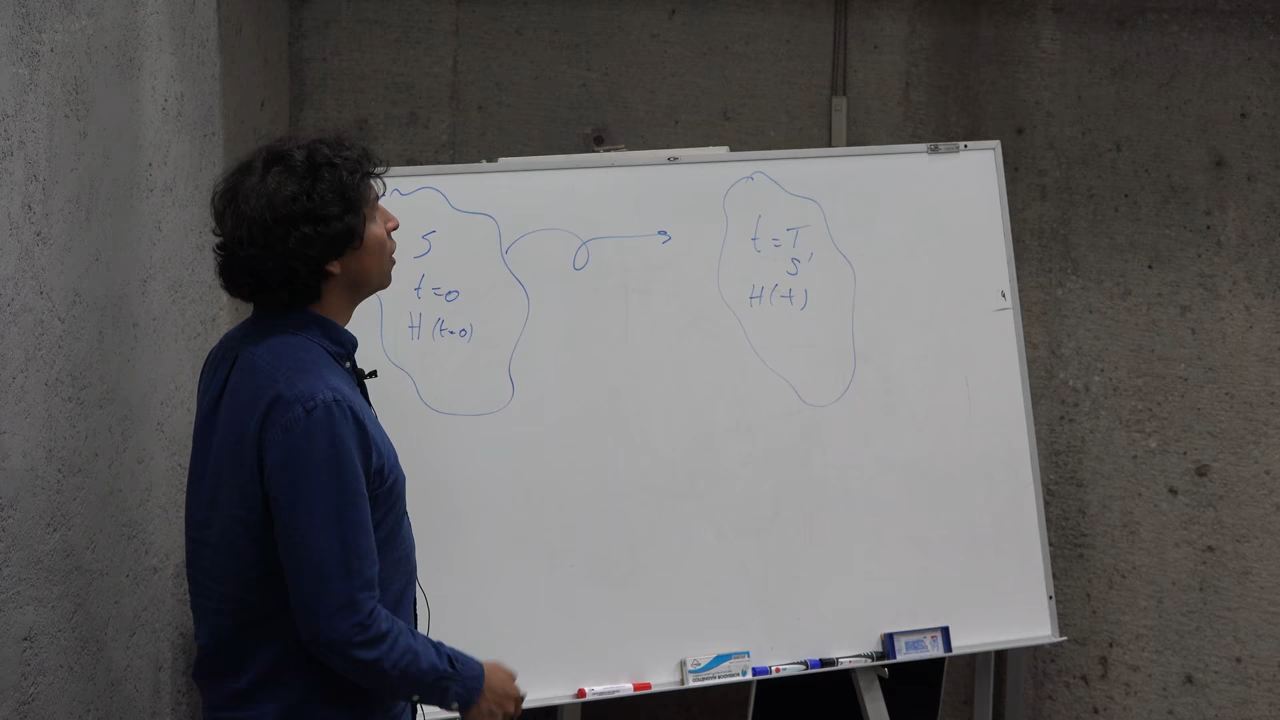 S
t=0
H(t=0)
t=T
S'
H(t)